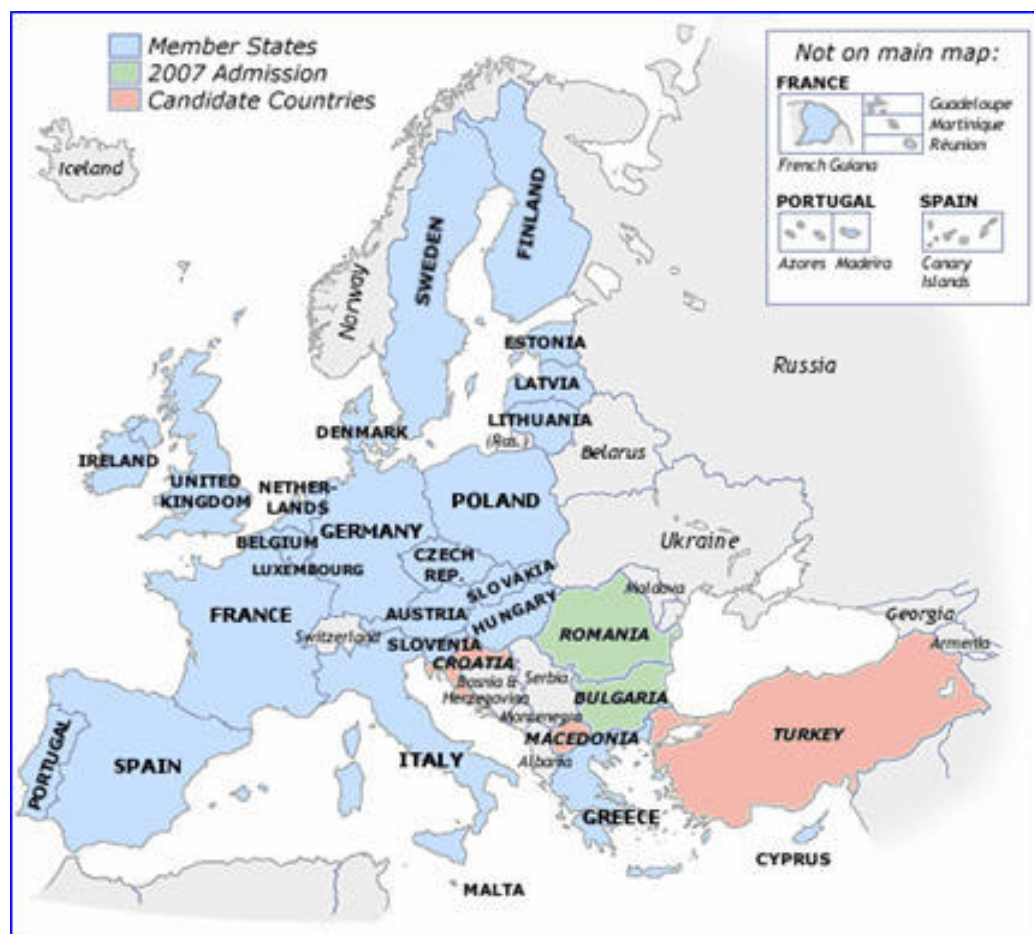 Member States
2007 Admission
Candidate Countries
Not on main map:
FRANCE
Guadeloupe
Martinique
Réunion
French Guiana
PORTUGAL
SPAIN
Azores
Madeira
Canary
Islands
Iceland
Norway
SWEDEN
FINLAND
Russia
ESTONIA
LATVIA
LITHUANIA
(Rus.)
DENMARK
Belarus
IRELAND
UNITED
KINGDOM
NETHER-
LANDS
POLAND
GERMANY
BELGIUM
Ukraine
CZECH
REP.
LUXEMBOURG
SLOVAKIA
Moldova
FRANCE
AUSTRIA
HUNGARY
Switzerland
SLOVENIA
ROMANIA
Georgia
Armenia
CROATIA
Bosnia &
Herzegovina
Serbia
BULGARIA
Montenegro
MACEDONIA
TURKEY
PORTUGAL
SPAIN
ITALY
Albania
GREECE
CYPRUS
MALTA